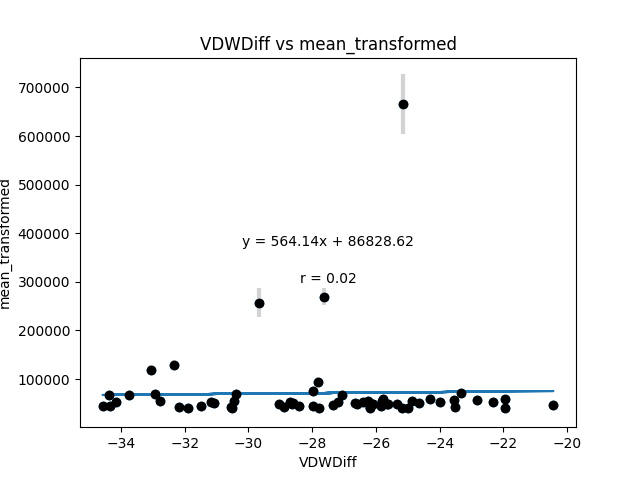 VDWDiff vs mean_transformed
mean_transformed
700000
600000
500000
400000
300000
200000
100000
y = 564.14x + 86828.62
r = 0.02
−34 −32 −30 −28 −26 −24 −22 −20
VDWDiff